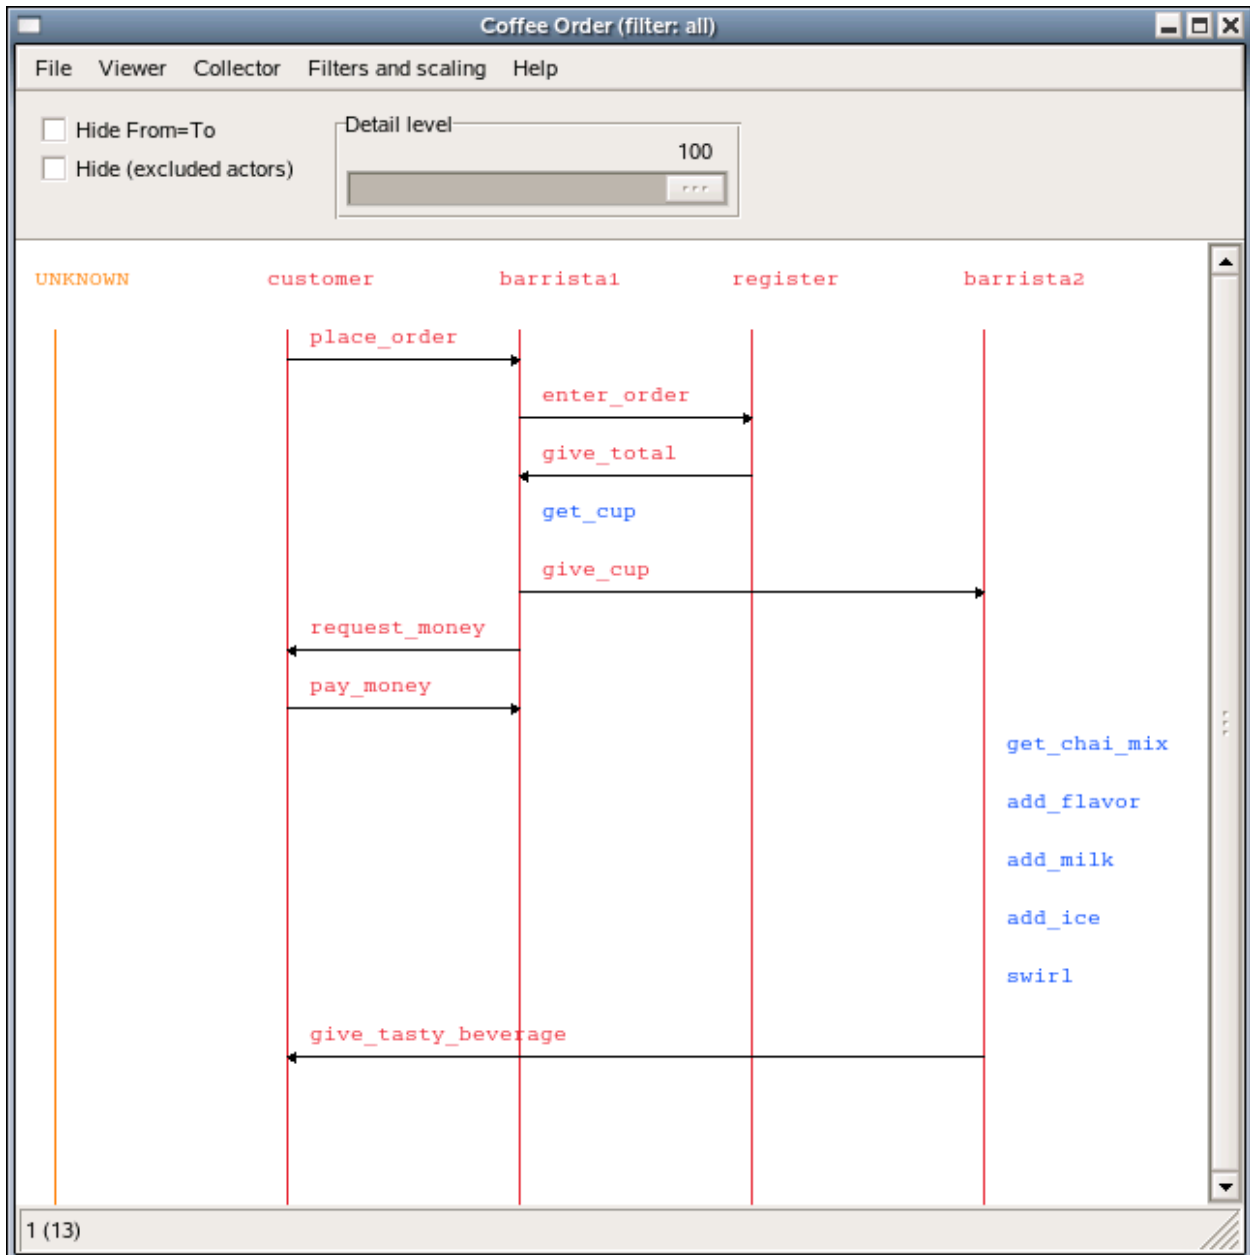 Coffee Order (filter: all)
File Viewer Collector Filters and scaling Help
Hide From=To
Hide (excluded actors)
Detail level
100
UNKNOWN customer barrista1 register barrista2
place_order
enter_order
give_total
get_cup
give_cup
request_money
pay_money
get_chai_mix
add_flavor
add_milk
add_ice
swirl
give_tasty_beverage
1 (13)